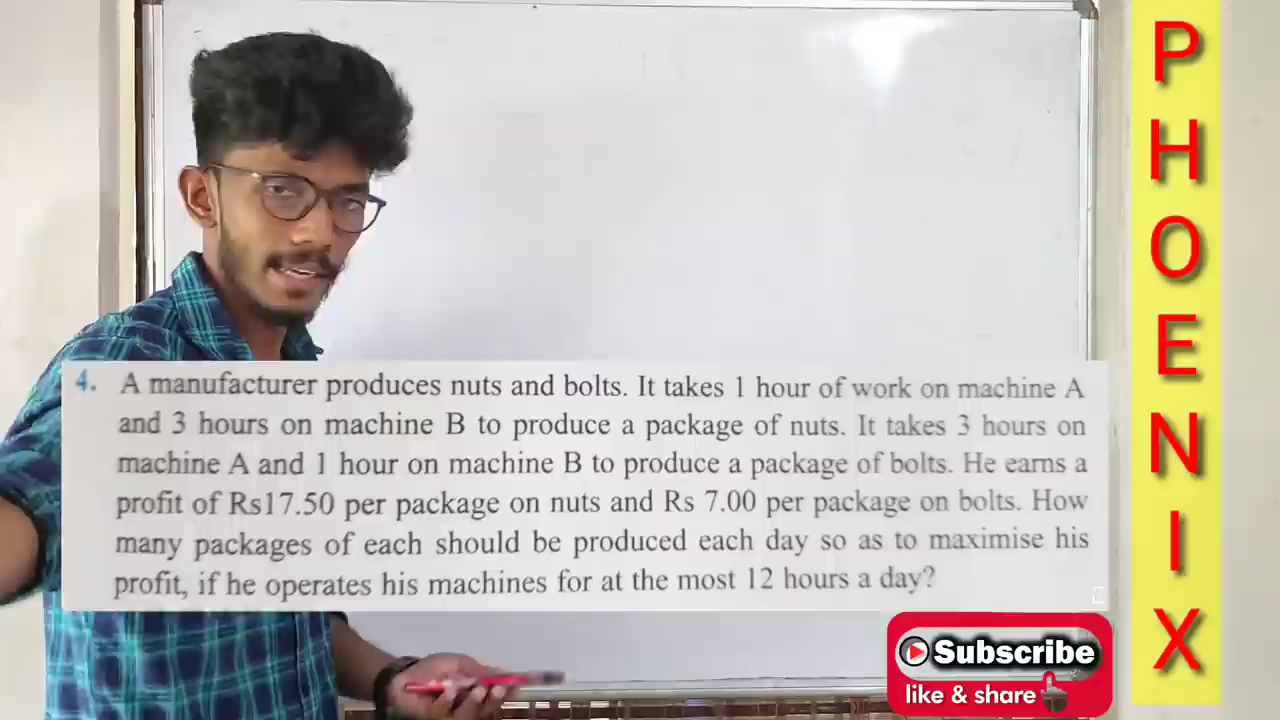 4. A manufacturer produces nuts and bolts. It takes 1 hour of work on machine A
and 3 hours on machine B to produce a package of nuts. It takes 3 hours on
machine A and 1 hour on machine B to produce a package of bolts. He earns a
profit of Rs17.50 per package on nuts and Rs 7.00 per package on bolts. How
many packages of each should be produced each day so as to maximise his
profit, if he operates his machines for at the most 12 hours a day?
PHOENIX
Subscribe
like & share